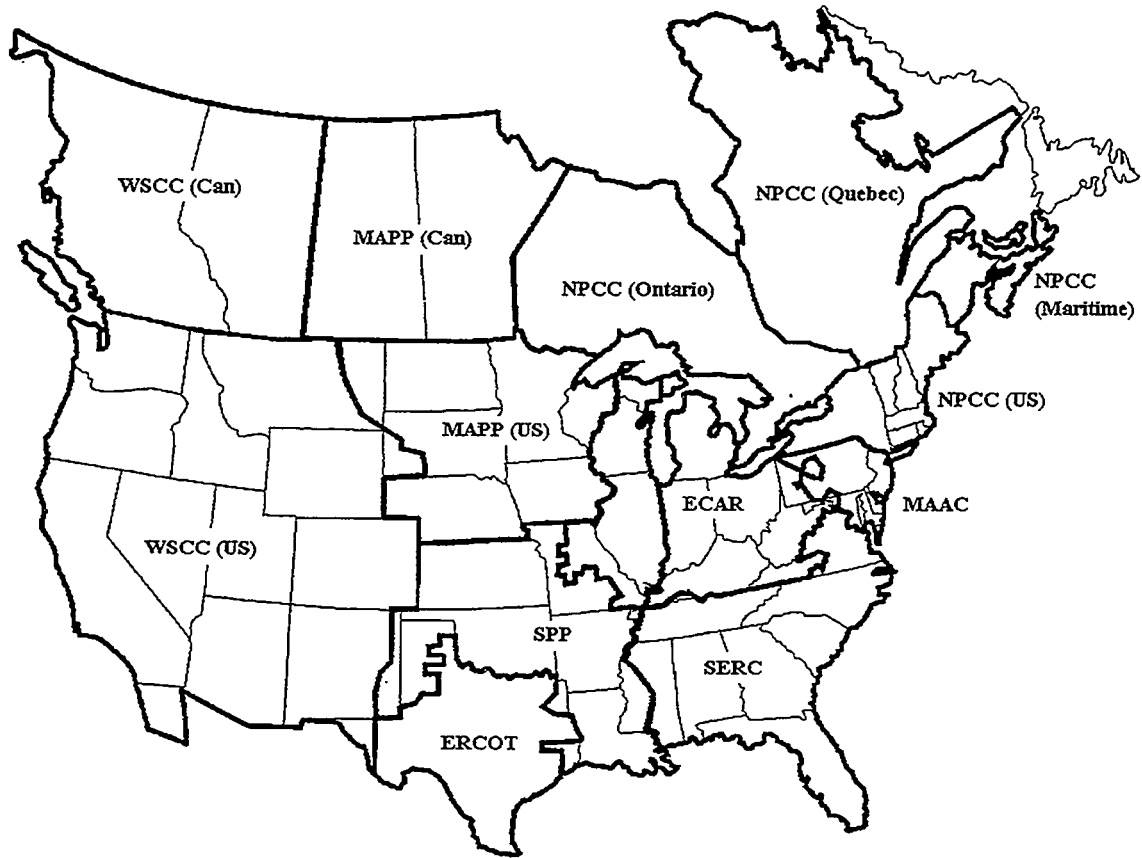 WSCC (Can)
NPCC (Quebec)
MAPP (Can)
NPCC (Ontario)
NPCC
(Maritime)
NPCC (US)
MAPP (US)
ECAR
MAAC
WSCC (US)
SPP
SERC
ERCOT